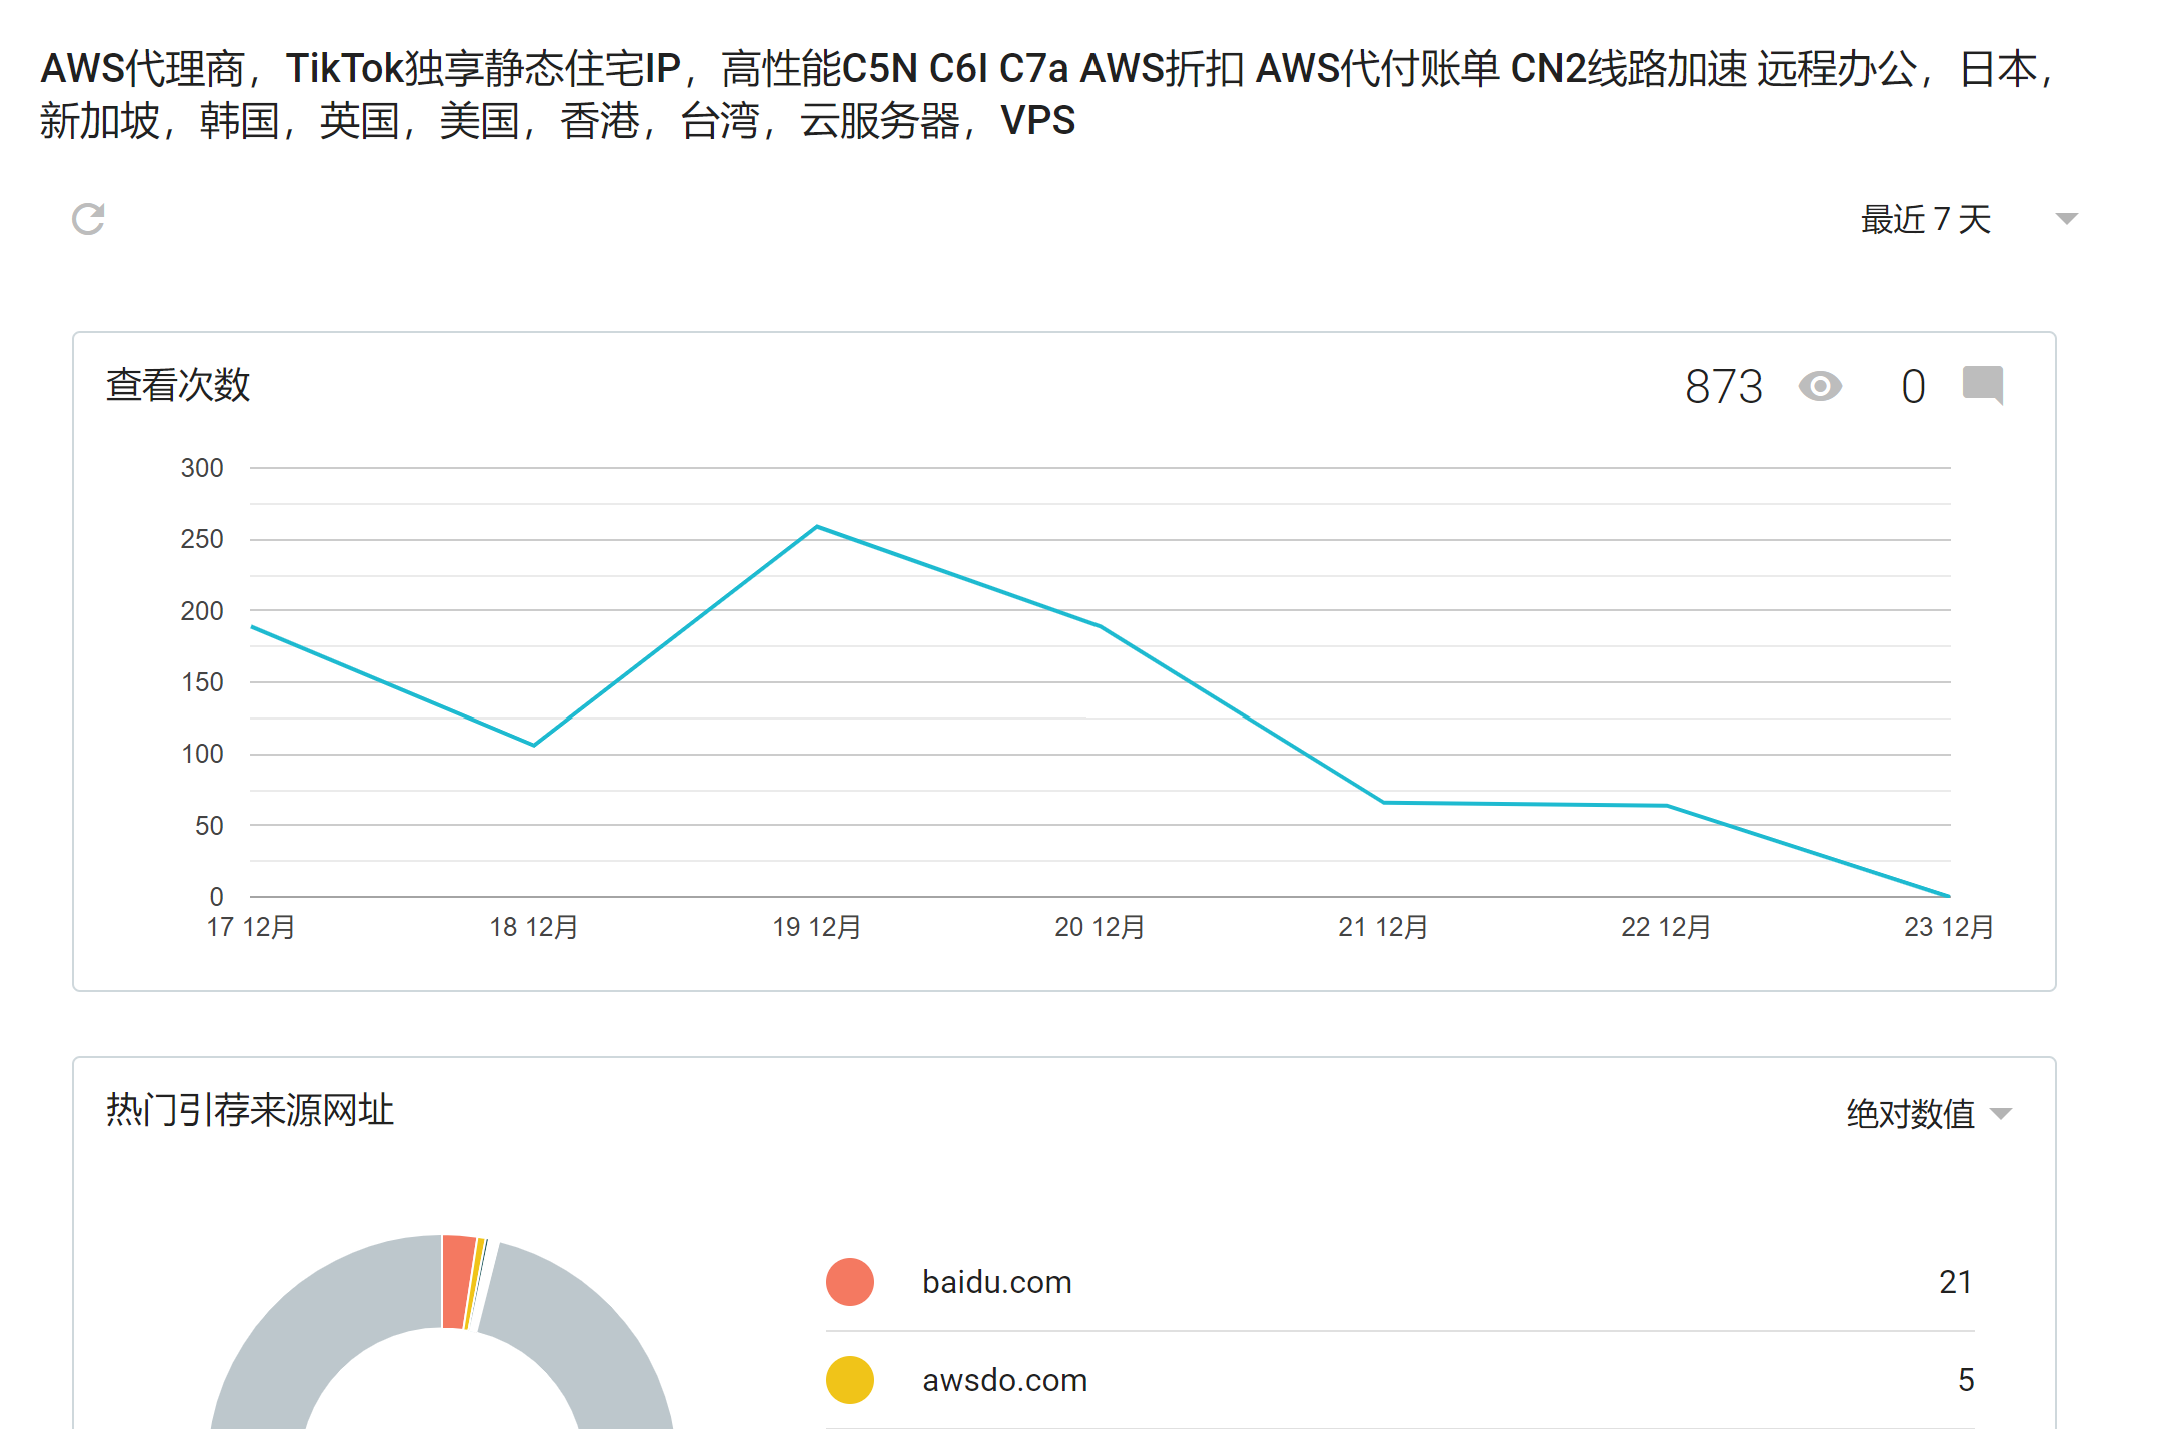 AWS代理商，TikTok独享静态住宅IP，高性能C5N C6I C7a AWS折扣 AWS代付账单 CN2线路加速 远程办公，日本，
新加坡，韩国，英国，美国，香港，台湾，云服务器，VPS
最近 7 天
查看次数
873 0
300
250
200
150
100
50
0
17 12月 18 12月 19 12月 20 12月 21 12月 22 12月 23 12月
热门引荐来源网址
绝对数值
baidu.com 21
awsdo.com 5